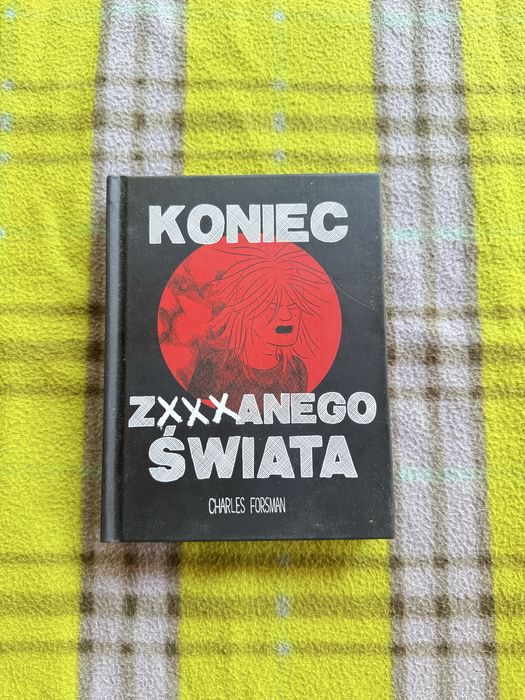 KONIEC
ZXXXANEGO
ŚWIATA
CHARLES FORSMAN